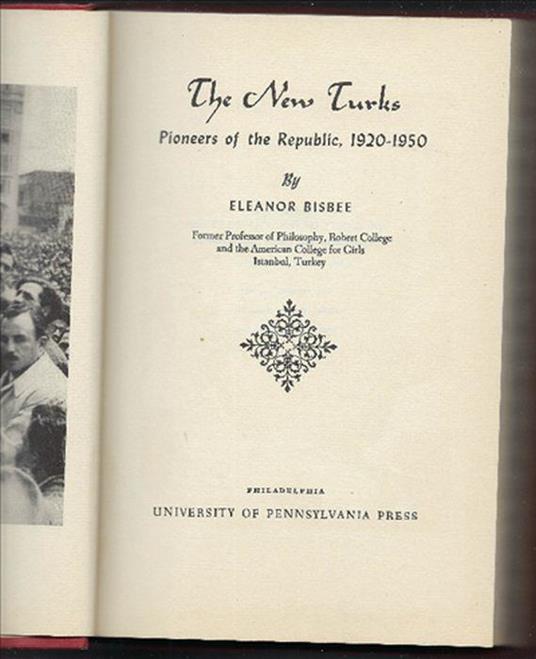 The New Turks
Pioneers of the Republic, 1920-1950
By
ELEANOR BISBEE
Former Professor of Philosophy, Robert College
and the American College for Girls
Istanbul, Turkey
PHILADELPHIA
UNIVERSITY OF PENNSYLVANIA PRESS